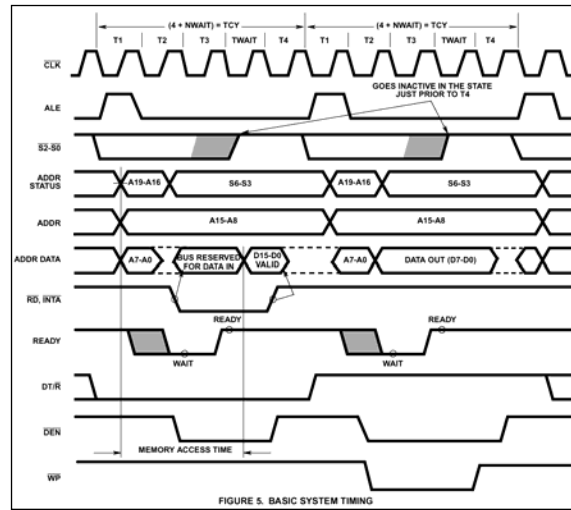 (4 + NWAIT) = TCY (4 + NWAIT) = TCY
T1 T2 T3 TWAIT T4 T1 T2 T3 TWAIT T4
CLK
GOES INACTIVE IN THE STATE
JUST PRIOR TO T4
ALE
S2-S0
ADDR
STATUS
A19-A16 S6-S3 A19-A16 S6-S3
ADDR A15-A8 A15-A8
ADDR DATA A7-A0
BUS RESERVED
FOR DATA IN
D15-D0
VALID
A7-A0 DATA OUT (D7-D0)
RD, INTA
READY READY
READY
WAIT WAIT
DT/R
DEN
MEMORY ACCESS TIME
WP
FIGURE 5. BASIC SYSTEM TIMING